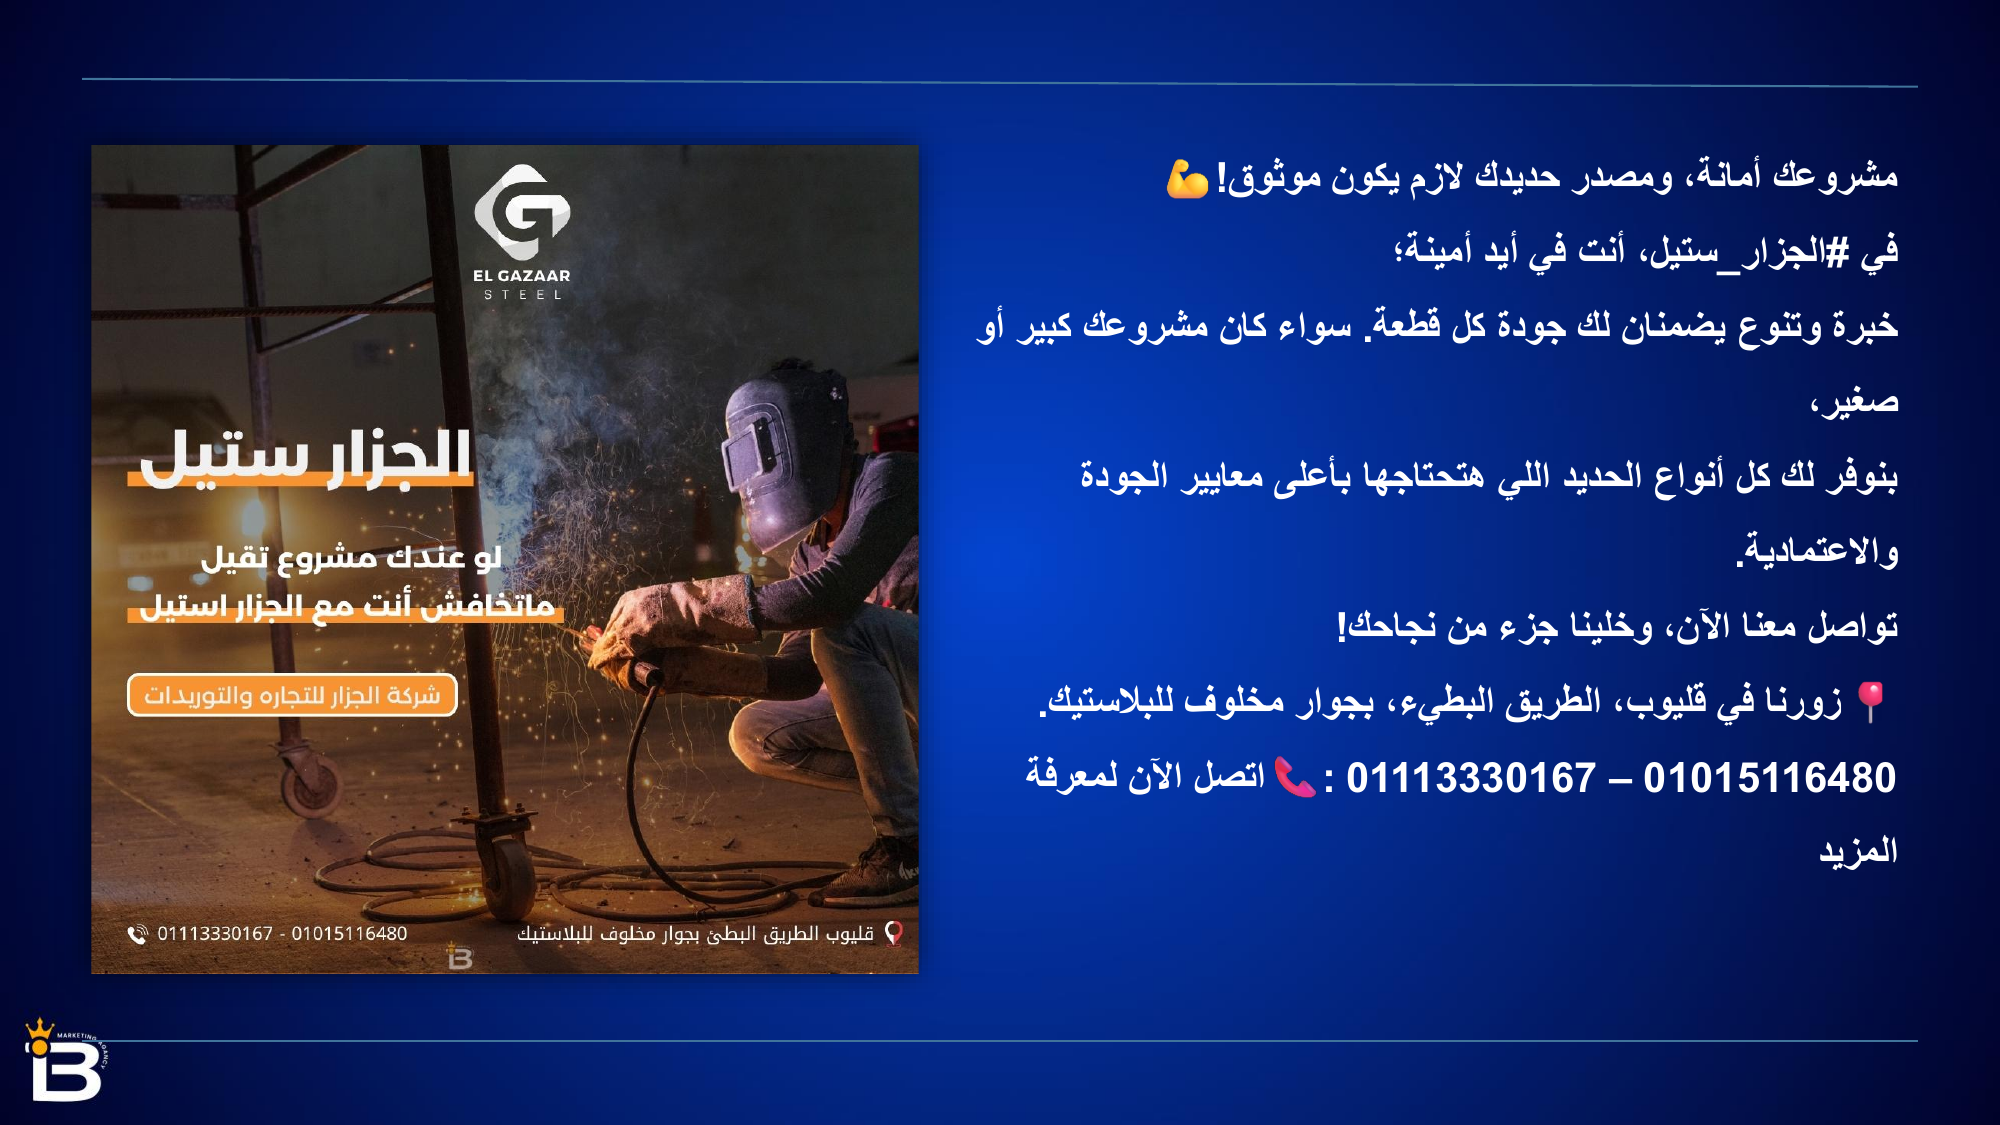 مشروعك أمانة، ومصدر حديدك لازم يكون موثوق! 💪
في #الجزار_ستيل، أنت في أيد أمينة؛
خبرة وتنوع يضمنان لك جودة كل قطعة. سواء كان مشروعك كبير أو
صغير،
بنوفر لك كل أنواع الحديد اللي هتحتاجها بأعلى معايير الجودة
والاعتمادية.
تواصل معنا الآن، وخلينا جزء من نجاحك!
📍 زورنا في قليوب، الطريق البطيء، بجوار مخلوف للبلاستيك.
01015116480 – 01113330167 : 📞 اتصل الآن لمعرفة
المزيد
EL GAZAAR
STEEL
الجزار ستيل
لو عندك مشروع تقيل
ماتخافش أنت مع الجزار استيل
شركة الجزار للتجاره والتوريدات
قليوب الطريق البطئ بجوار مخلوف للبلاستيك
01113330167 - 01015116480
B
MARKETING AGANCY
iB